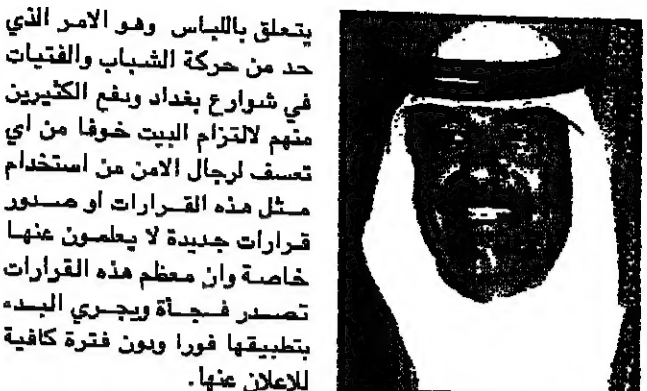 يتعلق باللباس وهو الامر الذي
حد من حركة الشباب والفتيات
في شوارع بغداد ودفع الكثيرين
منهم لالتزام البيت خوفا من اي
تعسف لرجال الامن من استخدام
مثل هذه القرارات او صدور
قرارات جديدة لا يعلمون عنها
خاصة وان معظم هذه القرارات
تصدر فجأة ويجري البدء
بتطبيقها فورا ودون فترة كافية
للاعلان عنها.